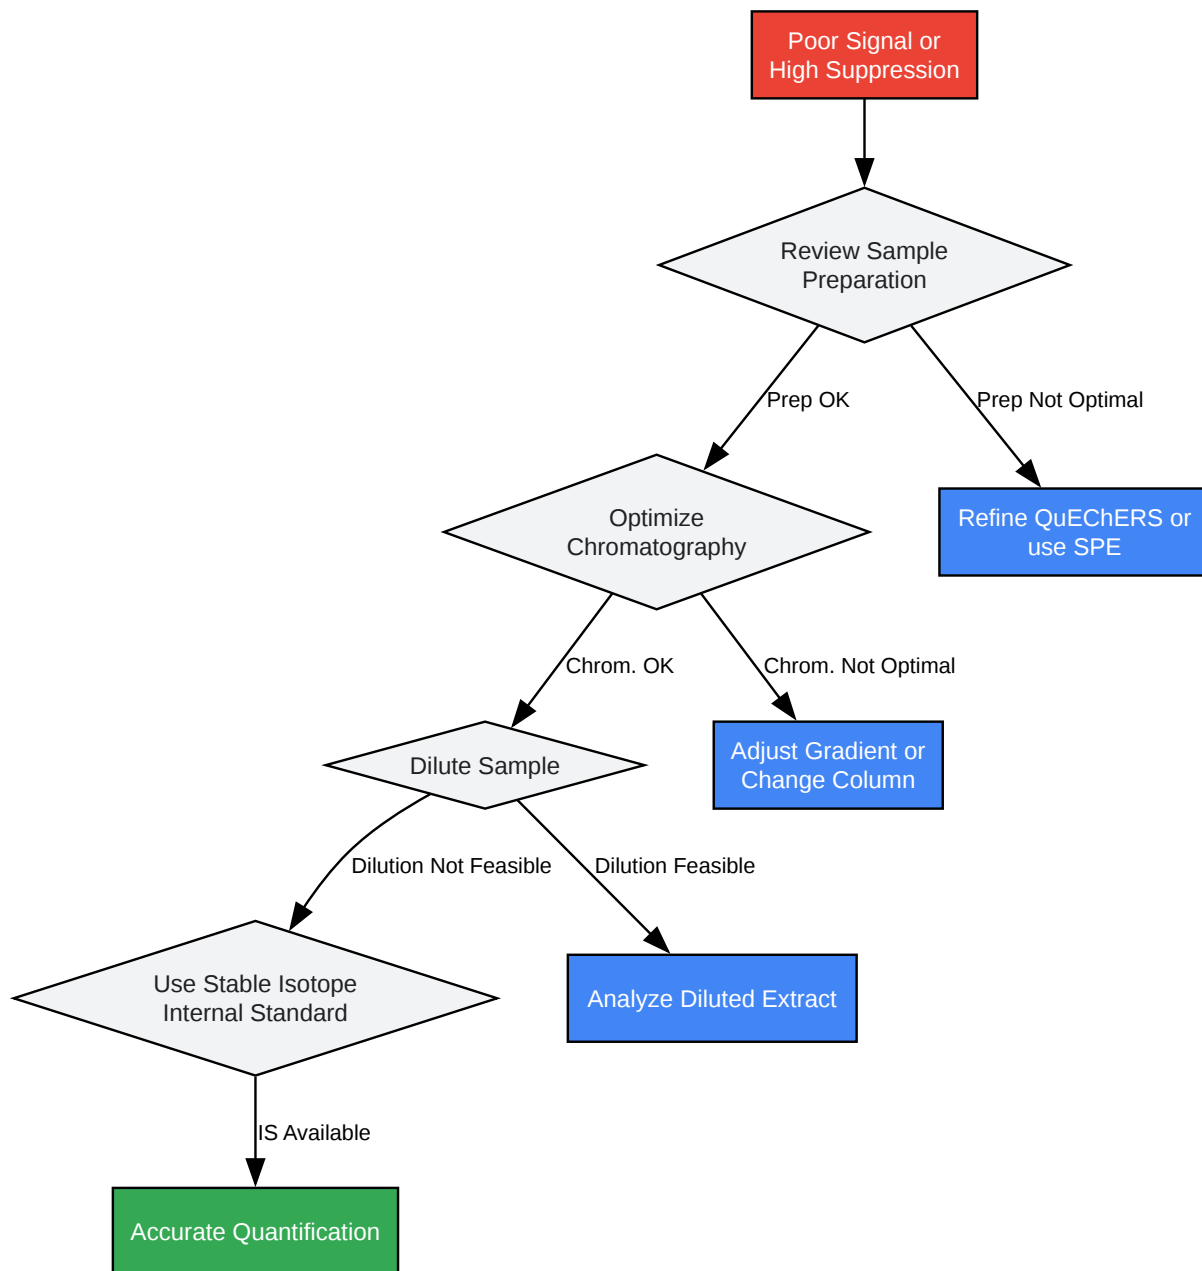 Poor Signal or
High Suppression
Review Sample
Preparation
Prep OK
Prep Not Optimal
Optimize
Chromatography
Refine QuEChERS or
use SPE
Chrom. OK
Chrom. Not Optimal
Dilute Sample
Adjust Gradient or
Change Column
Dilution Not Feasible
Dilution Feasible
Use Stable Isotope
Internal Standard
Analyze Diluted Extract
IS Available
Accurate Quantification